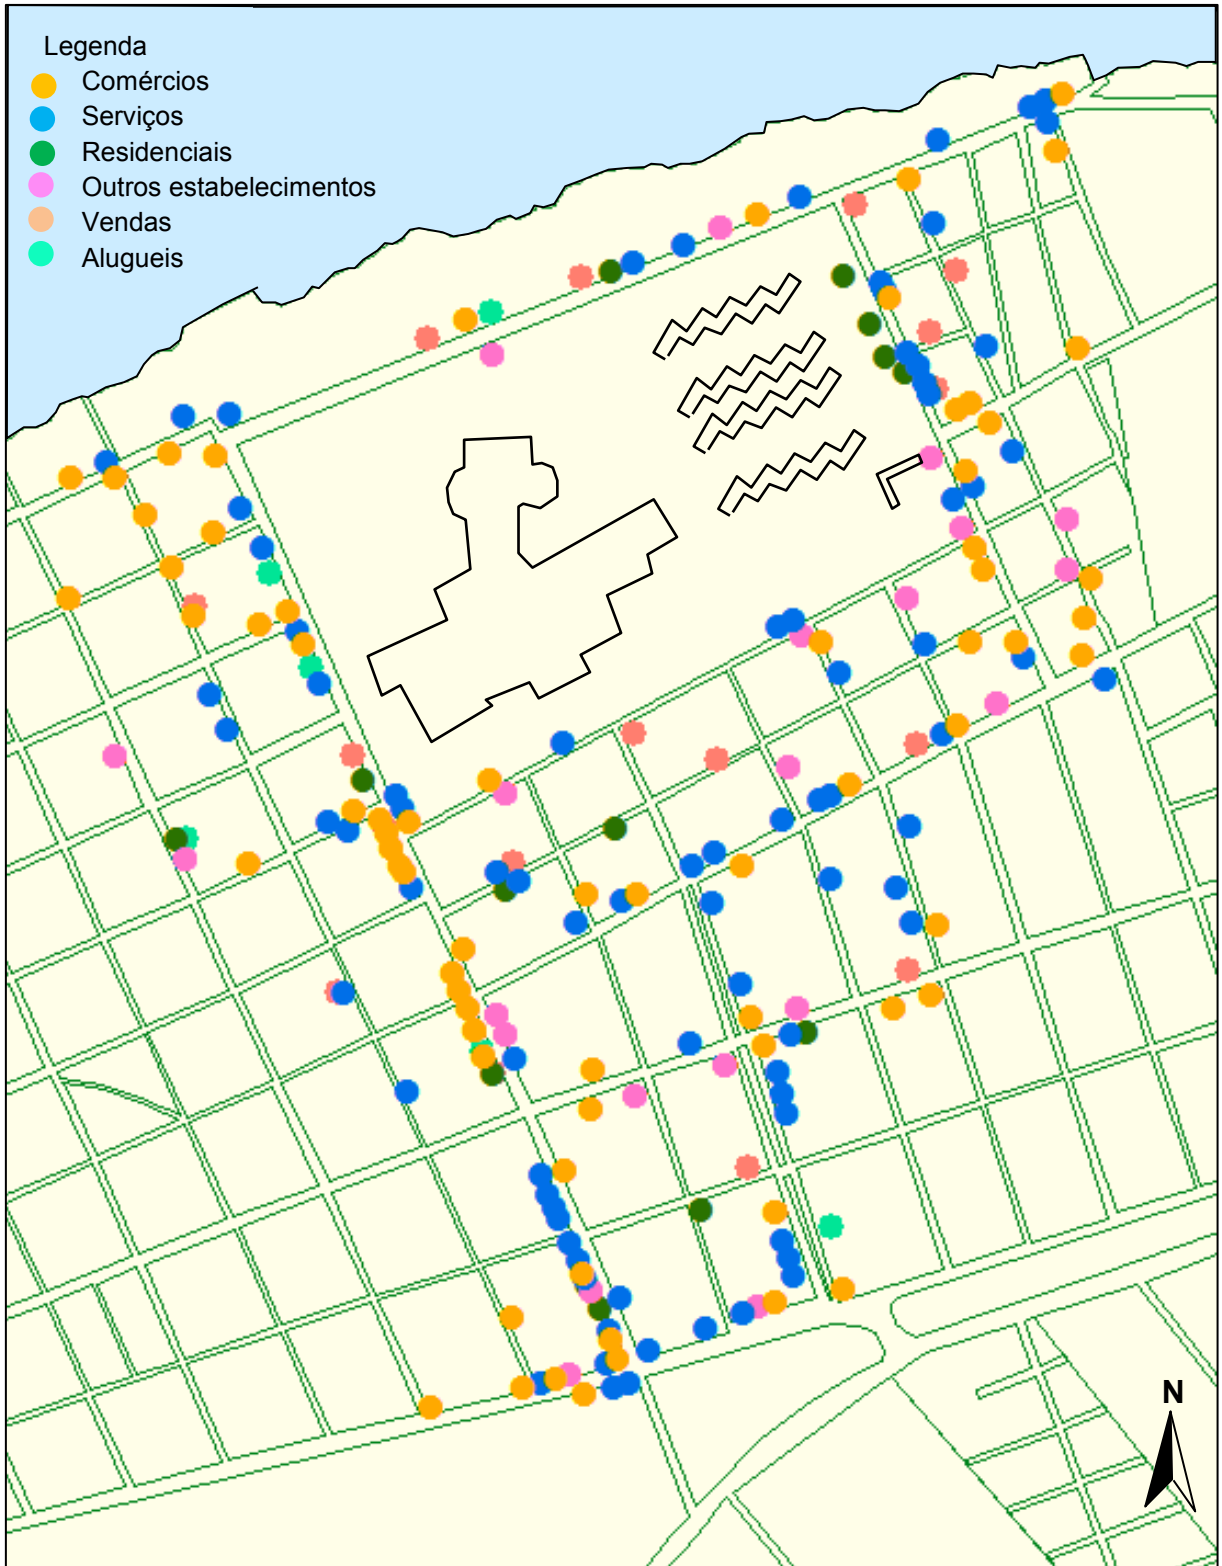 Legenda
Comércios
Serviços
Residenciais
Outros estabelecimentos
Vendas
Alugueis
N